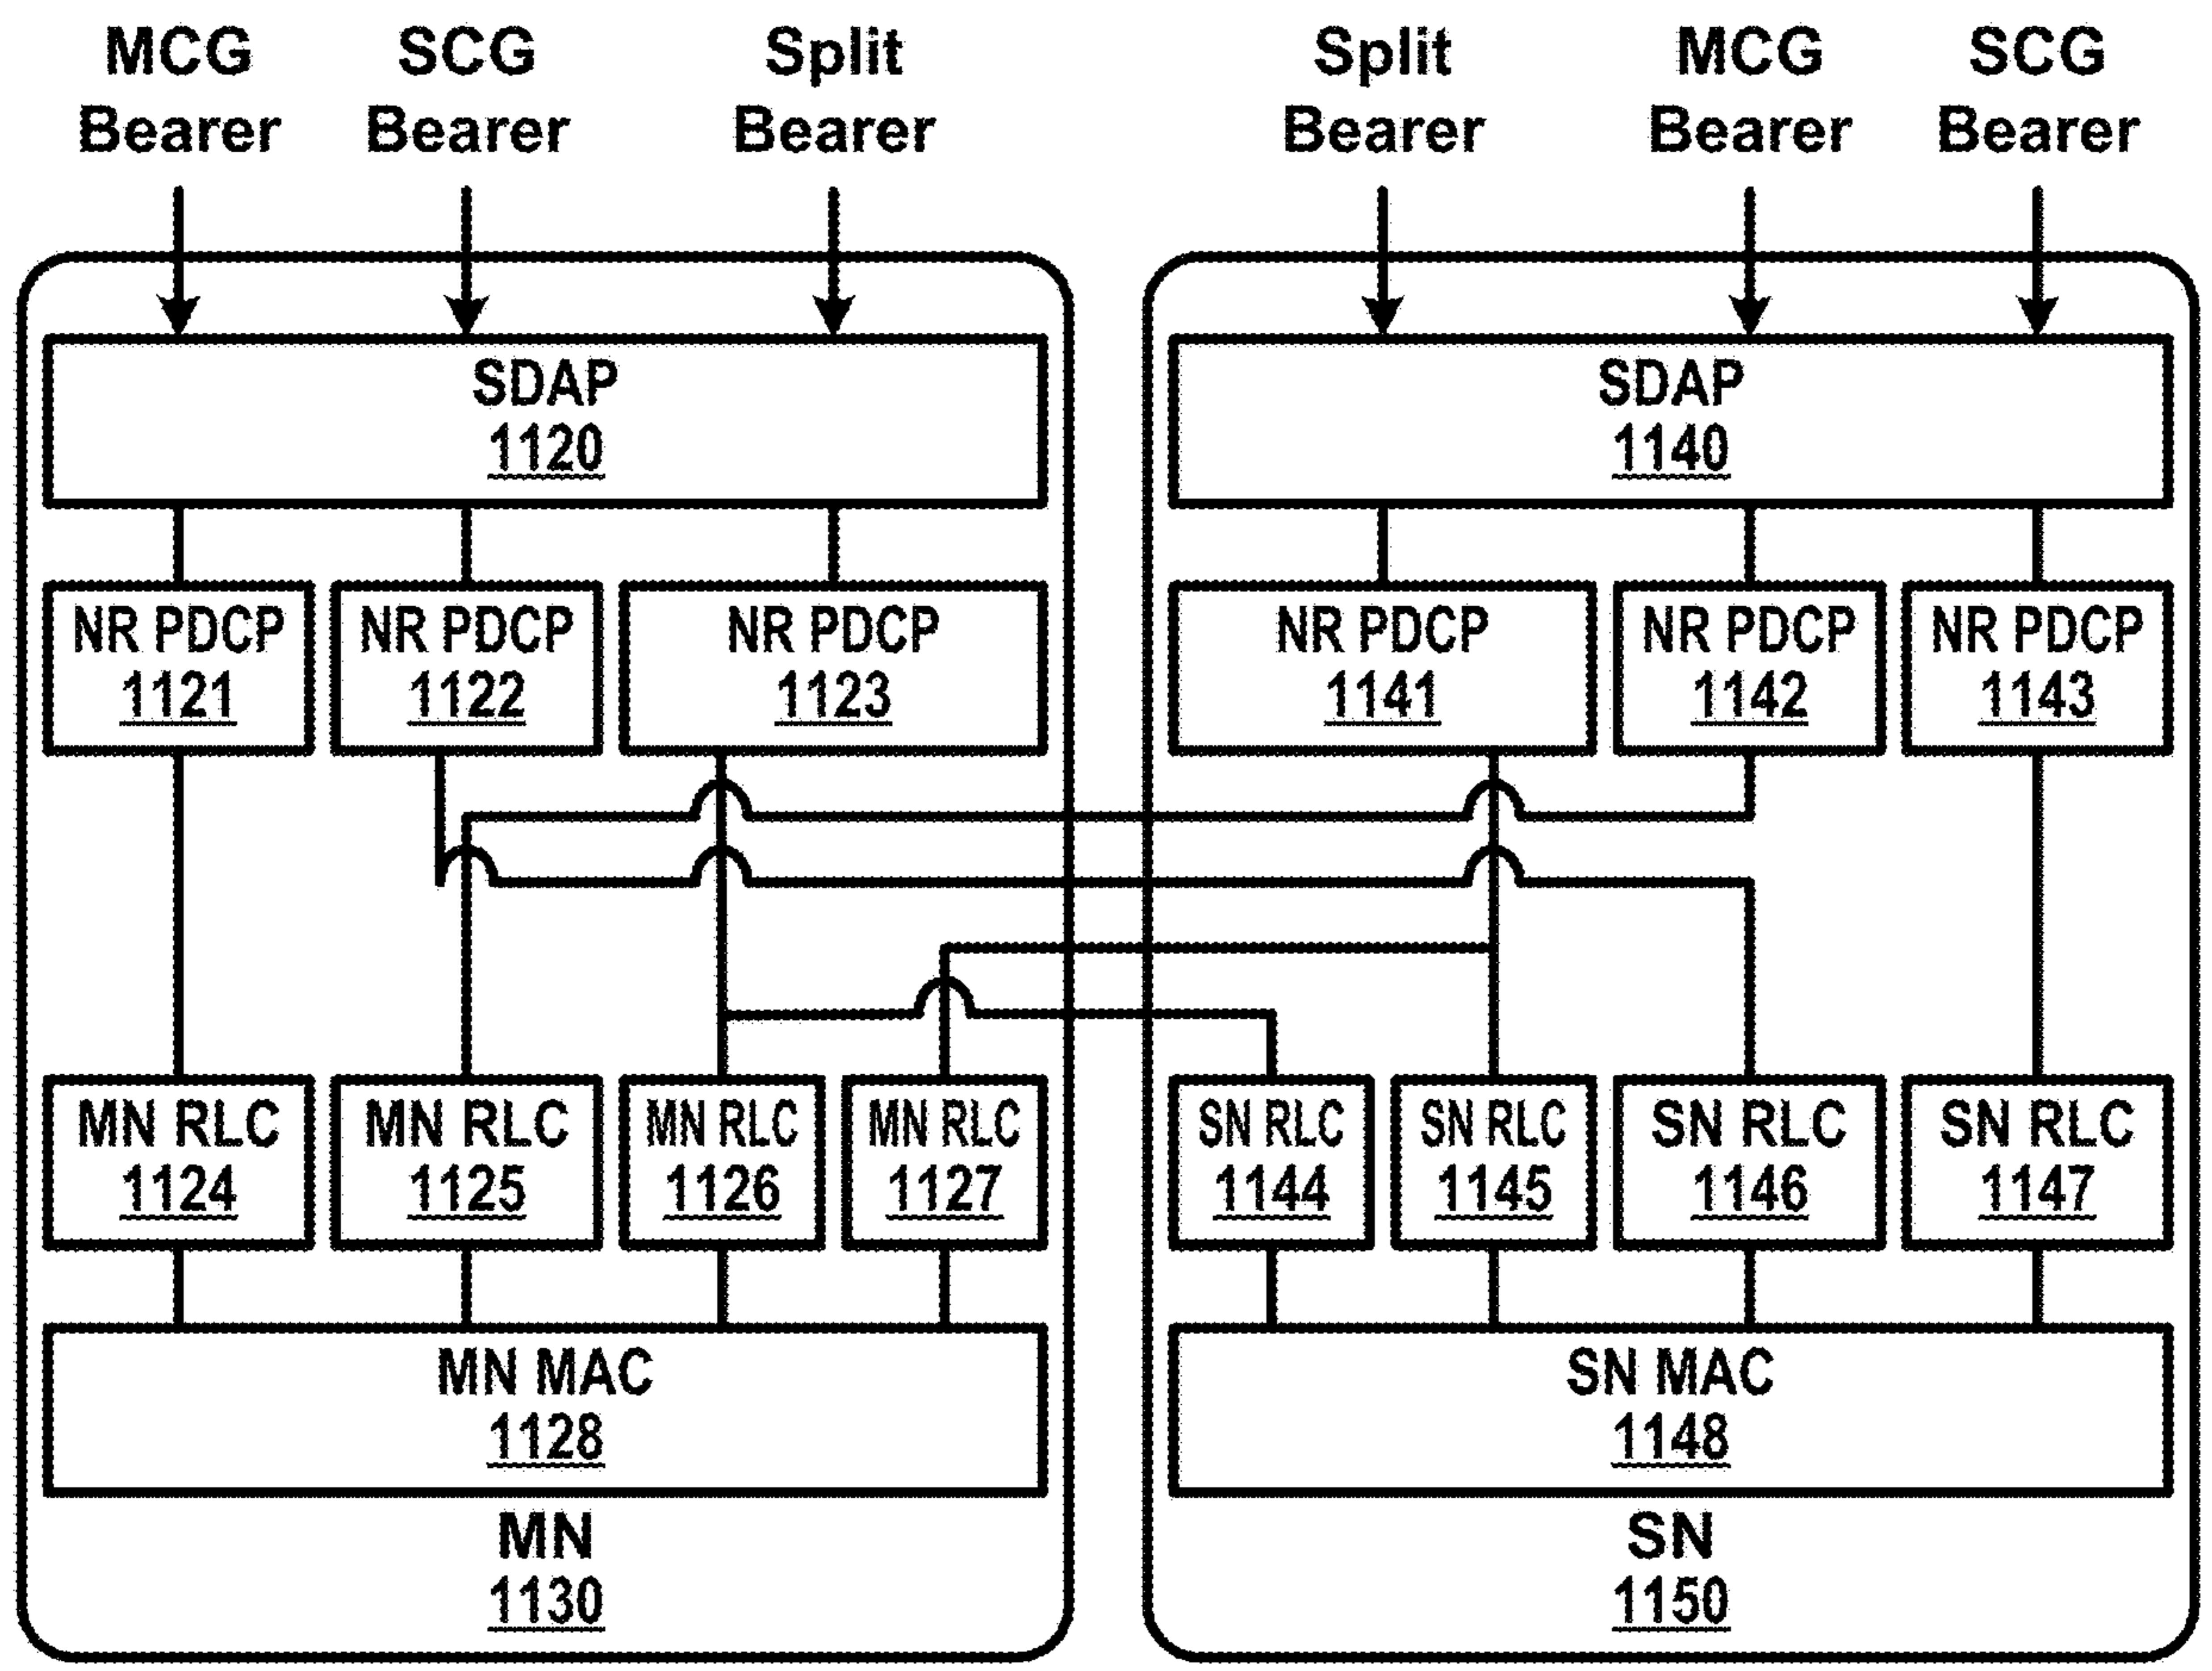 MCG
Bearer
SCG
Bearer
Split
Bearer
Split
Bearer
MCG
Bearer
SCG
Bearer
SDAP
1120
SDAP
1140
NR PDCP
1121
NR PDCP
1122
NR PDCP
1123
NR PDCP
1141
NR PDCP
1142
NR PDCP
1143
MN RLC
1124
MN RLC
1125
MN RLC
1126
MN RLC
1127
SN RLC
1144
SN RLC
1145
SN RLC
1146
SN RLC
1147
MN MAC
1128
SN MAC
1148
MN
1130
SN
1150